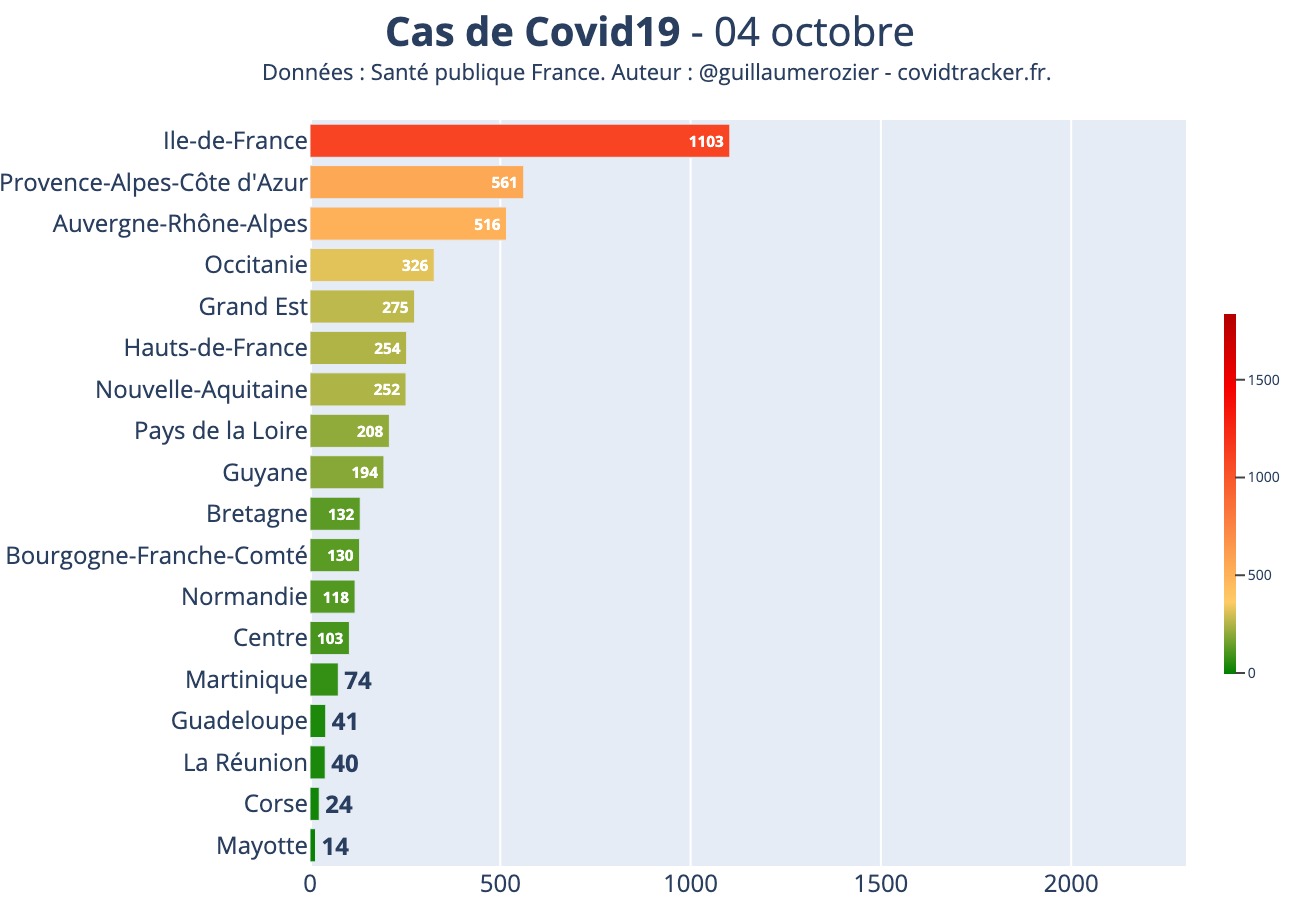 Cas de Covid19 - 04 octobre
Données : Santé publique France. Auteur : @guillaumerozier - covidtracker.fr.
Ile-de-France 1103
Provence-Alpes-Côte d'Azur 561
Auvergne-Rhône-Alpes 516
Occitanie 326
Grand Est 275
Hauts-de-France 254
Nouvelle-Aquitaine 252
Pays de la Loire 208
Guyane 194
Bretagne 132
Bourgogne-Franche-Comté 130
Normandie 118
Centre 103
Martinique 74
Guadeloupe 41
La Réunion 40
Corse 24
Mayotte 14
0 500 1000 1500 2000
1500
1000
500
0